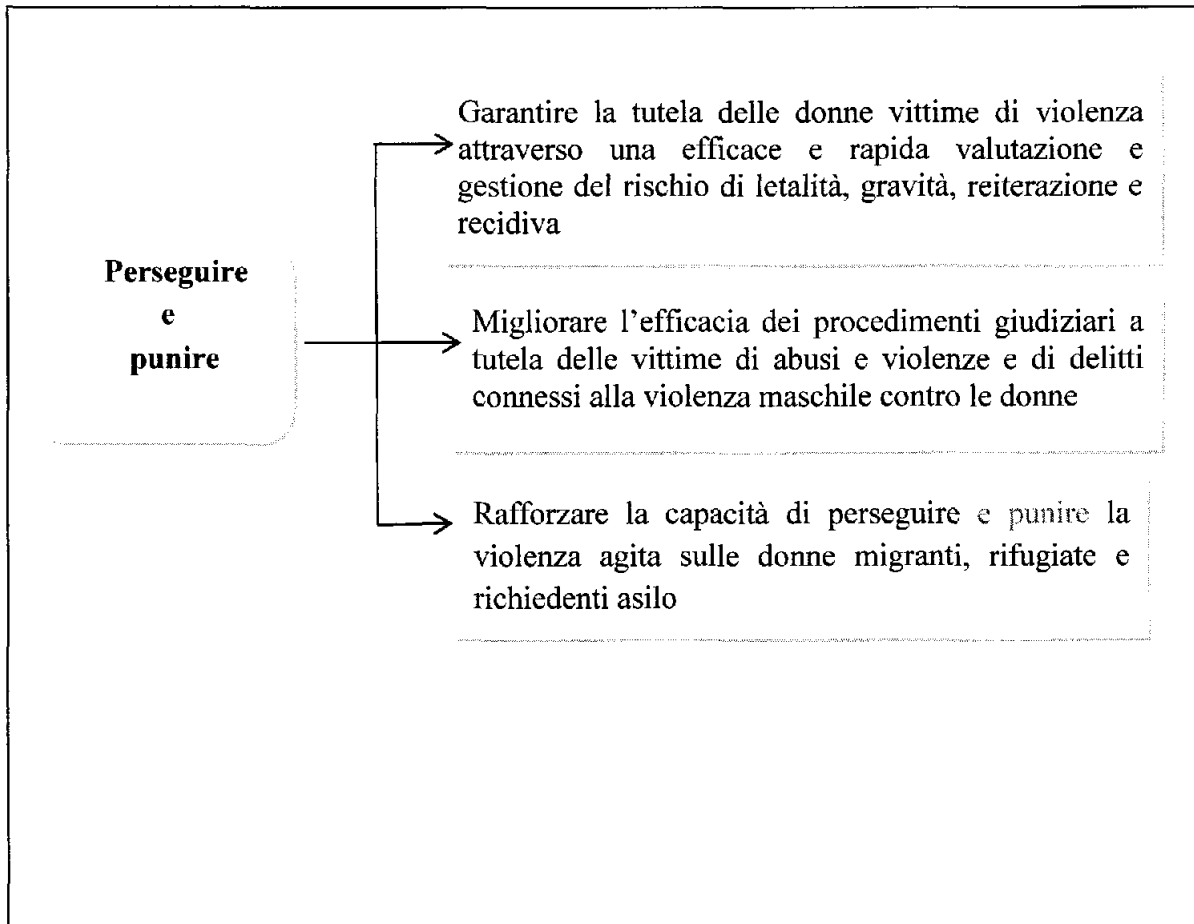 Perseguire
e
punire
Garantire la tutela delle donne vittime di violenza
attraverso una efficace e rapida valutazione e
gestione del rischio di letalità, gravità, reiterazione e
recidiva
Migliorare l’efficacia dei procedimenti giudiziari a
tutela delle vittime di abusi e violenze e di delitti
connessi alla violenza maschile contro le donne
Rafforzare la capacità di perseguire e punire la
violenza agita sulle donne migranti, rifugiate e
richiedenti asilo